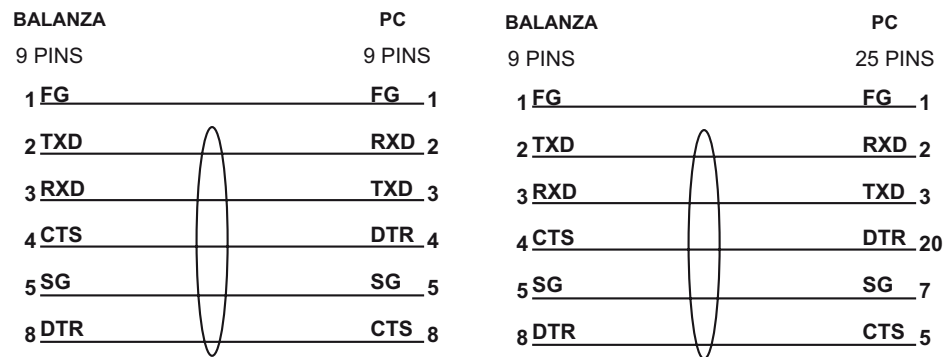 BALANZA PC
9 PINS 9 PINS
1 FG FG 1
2 TXD RXD 2
3 RXD TXD 3
4 CTS DTR 4
5 SG SG 5
8 DTR CTS 8
BALANZA PC
9 PINS 25 PINS
1 FG FG 1
2 TXD RXD 2
3 RXD TXD 3
4 CTS DTR 20
5 SG SG 7
8 DTR CTS 5